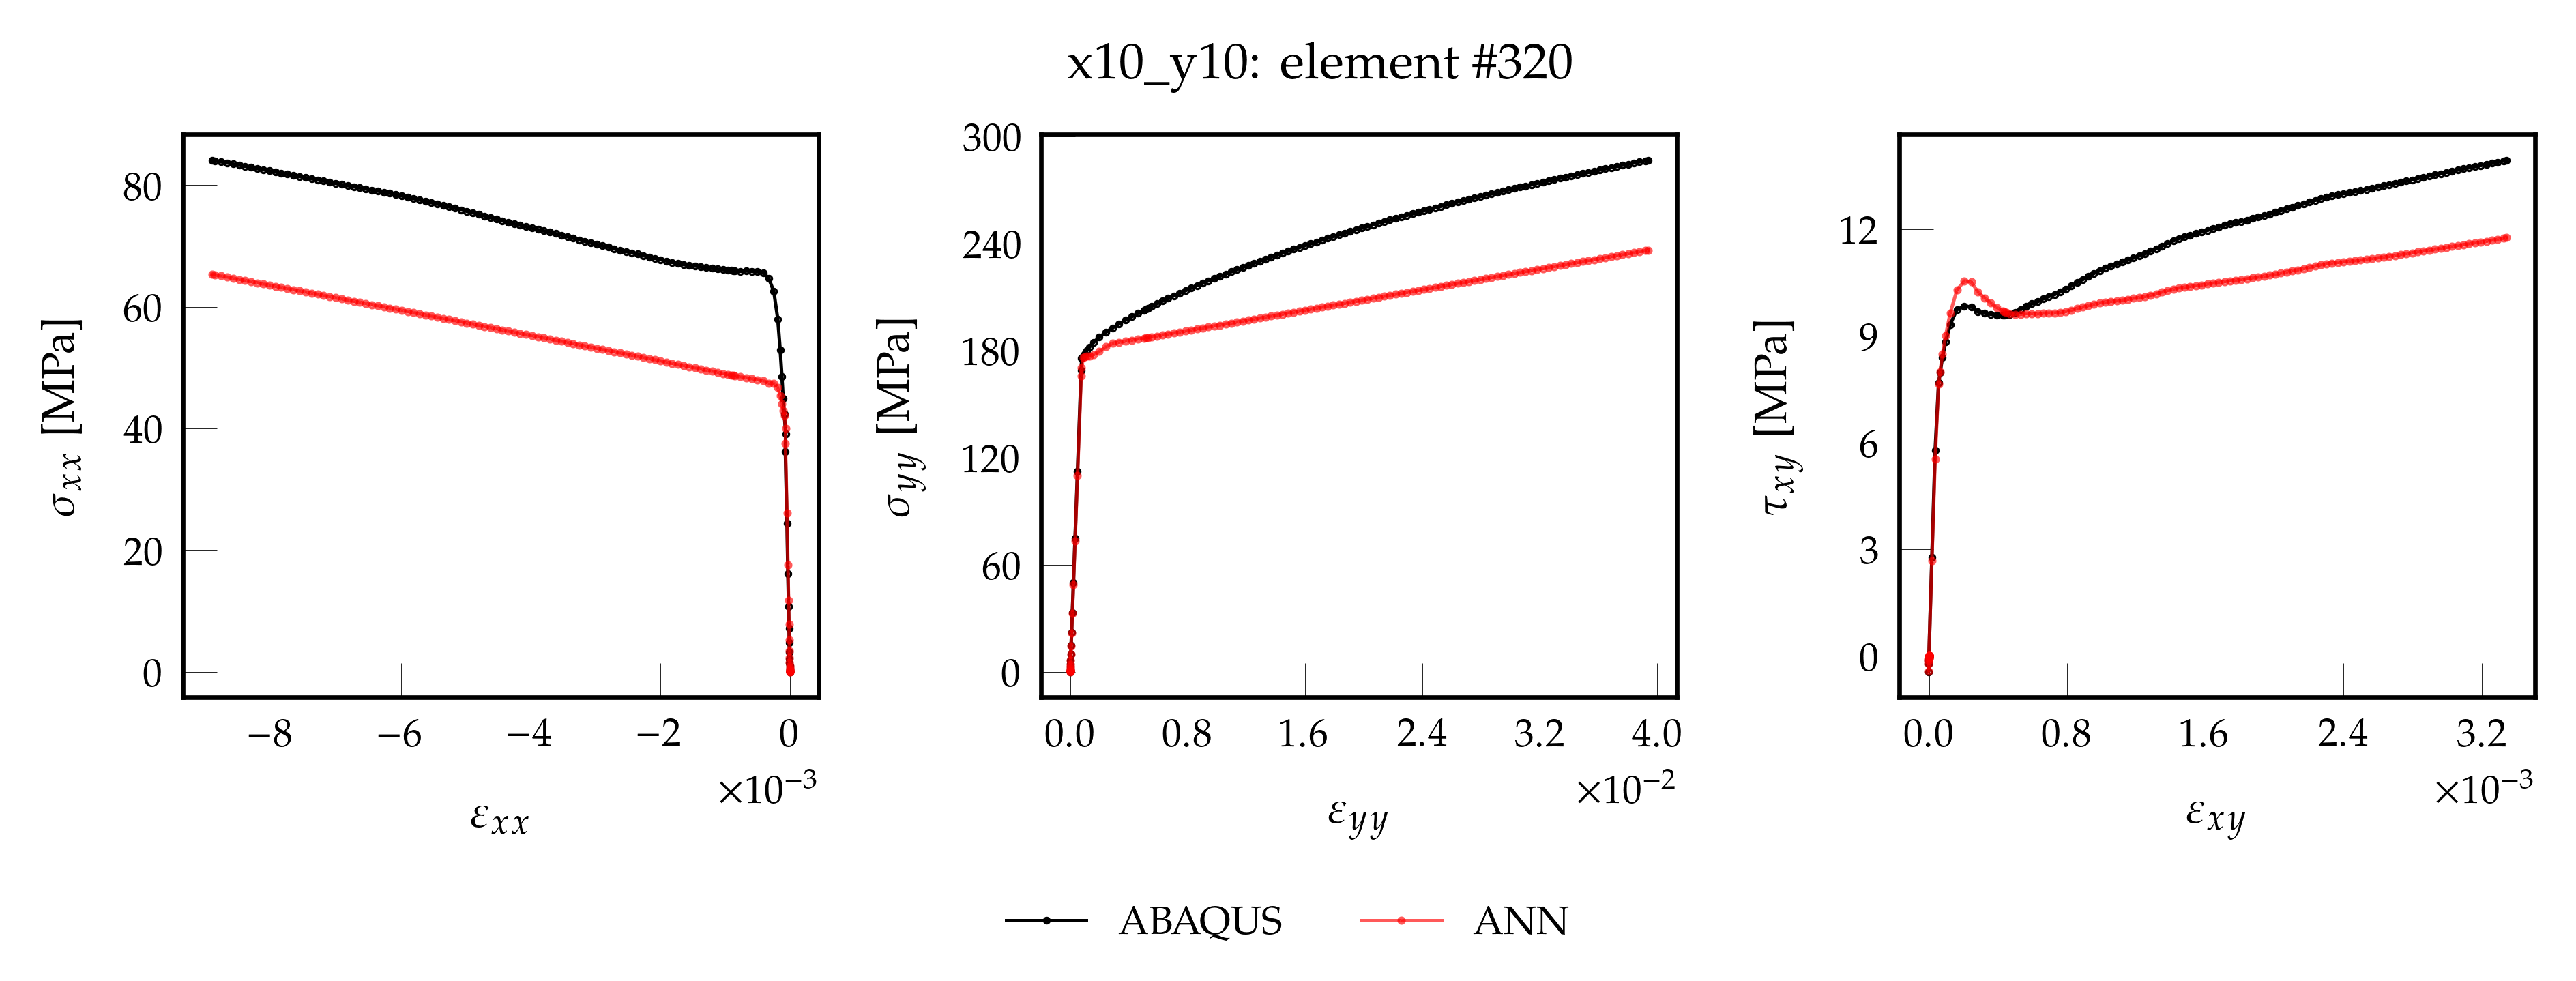 x10_y10: element #320
σxx [MPa]
80
60
40
20
0
−8 −6 −4 −2 0
×10−3
εxx
σyy [MPa]
300
240
180
120
60
0
0.0 0.8 1.6 2.4 3.2 4.0
×10−2
εyy
τxy [MPa]
12
9
6
3
0
0.0 0.8 1.6 2.4 3.2
×10−3
εxy
ABAQUS ANN